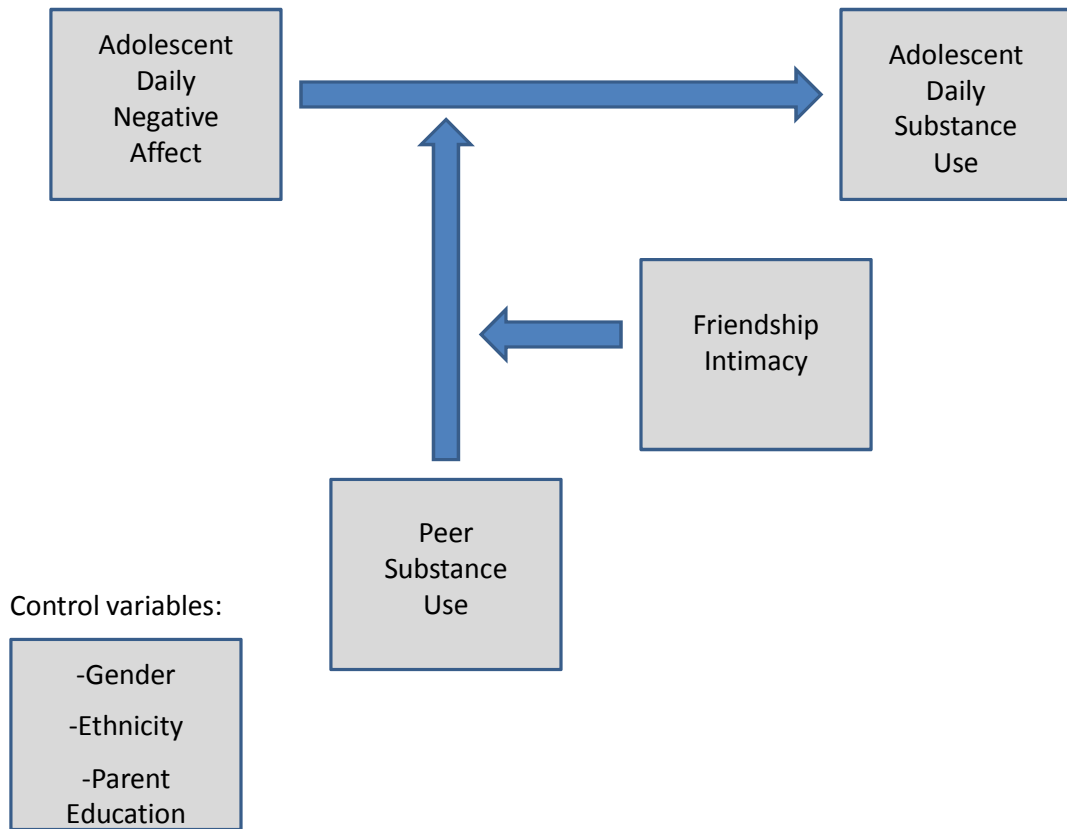 Adolescent
Daily
Negative
Affect
Adolescent
Daily
Substance
Use
Friendship
Intimacy
Peer
Substance
Use
Control variables:
-Gender
-Ethnicity
-Parent
Education